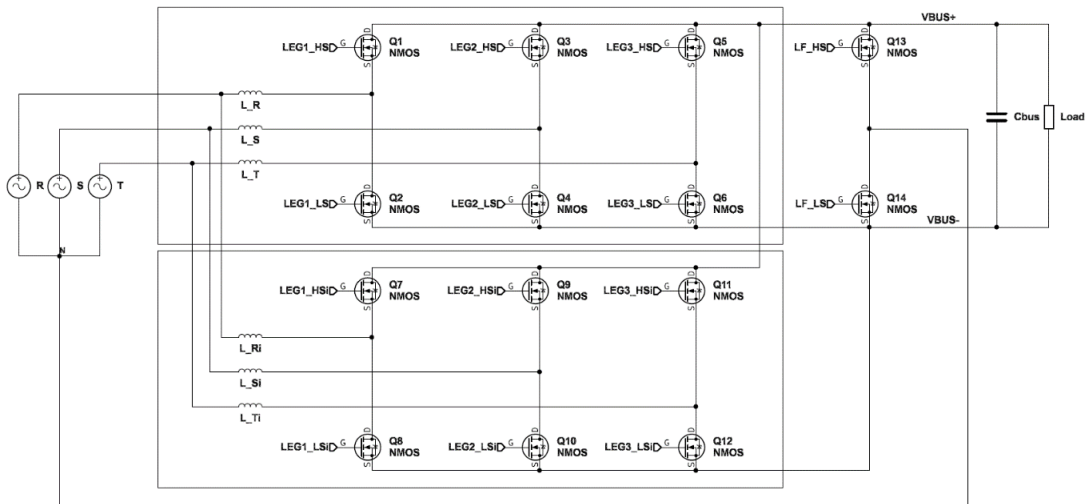 VBUS+
LEG1_HS G D S Q1 NMOS
LEG2_HS G D S Q3 NMOS
LEG3_HS G D S Q5 NMOS
LF_HS G D S Q13 NMOS
L_R
L_S
L_T
Cbus
Load
R
S
T
N
LEG1_LS G D S Q2 NMOS
LEG2_LS G D S Q4 NMOS
LEG3_LS G D S Q6 NMOS
LF_LS G D S Q14 NMOS
VBUS-
LEG1_HSi G D S Q7 NMOS
LEG2_HSi G D S Q9 NMOS
LEG3_HSi G D S Q11 NMOS
L_Ri
L_Si
L_Ti
LEG1_LSi G D S Q8 NMOS
LEG2_LSi G D S Q10 NMOS
LEG3_LSi G D S Q12 NMOS